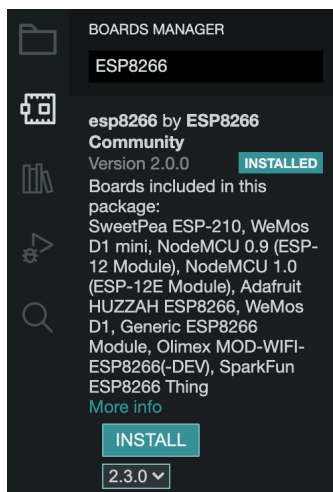 BOARDS MANAGER
ESP8266
esp8266 by ESP8266
Community
Version 2.0.0 INSTALLED
Boards included in this
package:
SweetPea ESP-210, WeMos
D1 mini, NodeMCU 0.9 (ESP-
12 Module), NodeMCU 1.0
(ESP-12E Module), Adafruit
HUZZAH ESP8266, WeMos
D1, Generic ESP8266
Module, Olimex MOD-WIFI-
ESP8266(-DEV), SparkFun
ESP8266 Thing
More info
INSTALL
2.3.0